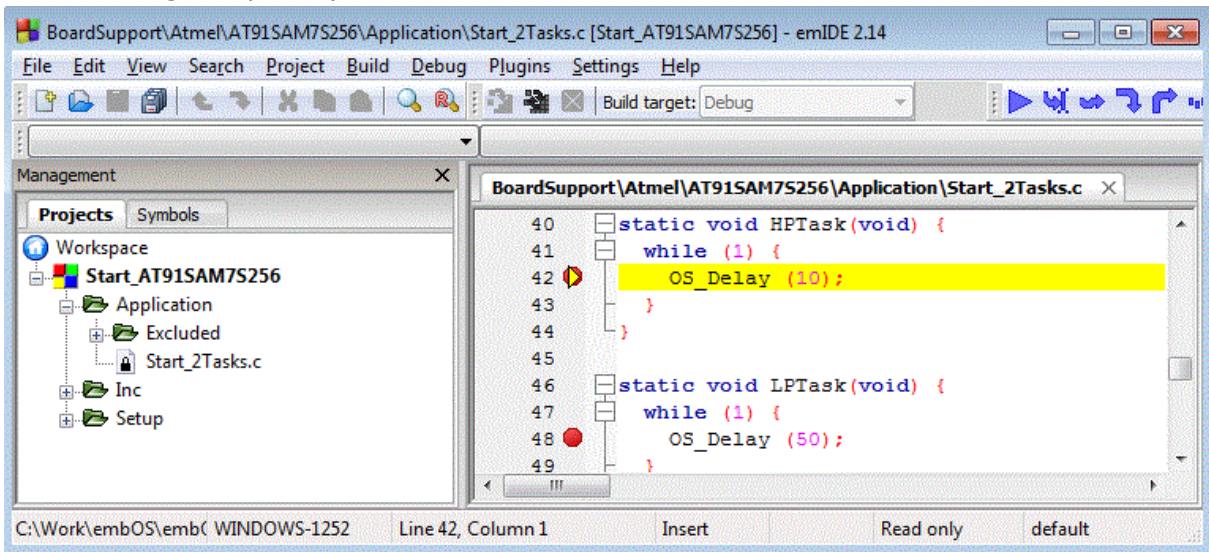 BoardSupport\Atmel\AT91SAM7S256\Application\Start_2Tasks.c [Start_AT91SAM7S256] - emIDE 2.14
File Edit View Search Project Build Debug Plugins Settings Help
Build target: Debug
Management
Projects Symbols
Workspace
Start_AT91SAM7S256
Application
Excluded
Start_2Tasks.c
Inc
Setup
BoardSupport\Atmel\AT91SAM7S256\Application\Start_2Tasks.c
40 static void HPTask(void) {
41 while (1) {
42 OS_Delay (10);
43 }
44 }
45
46 static void LPTask(void) {
47 while (1) {
48 OS_Delay (50);
49 }
C:\Work\embOS\emb WINDOWS-1252 Line 42, Column 1 Insert Read only default